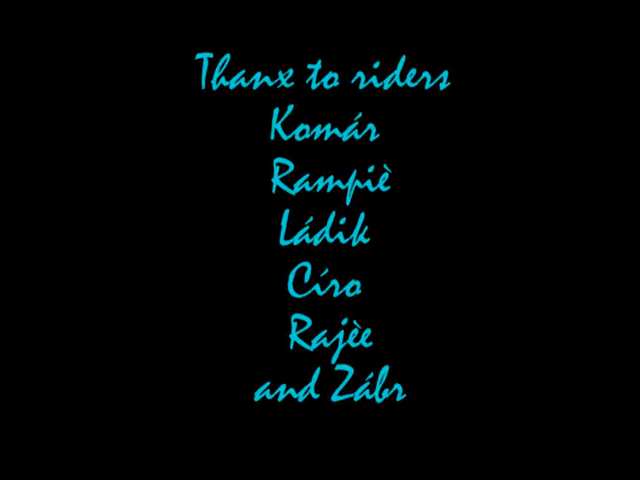 Thanx to riders
Komár
Rampiè
Ládik
Círo
Rajèe
and Zábr